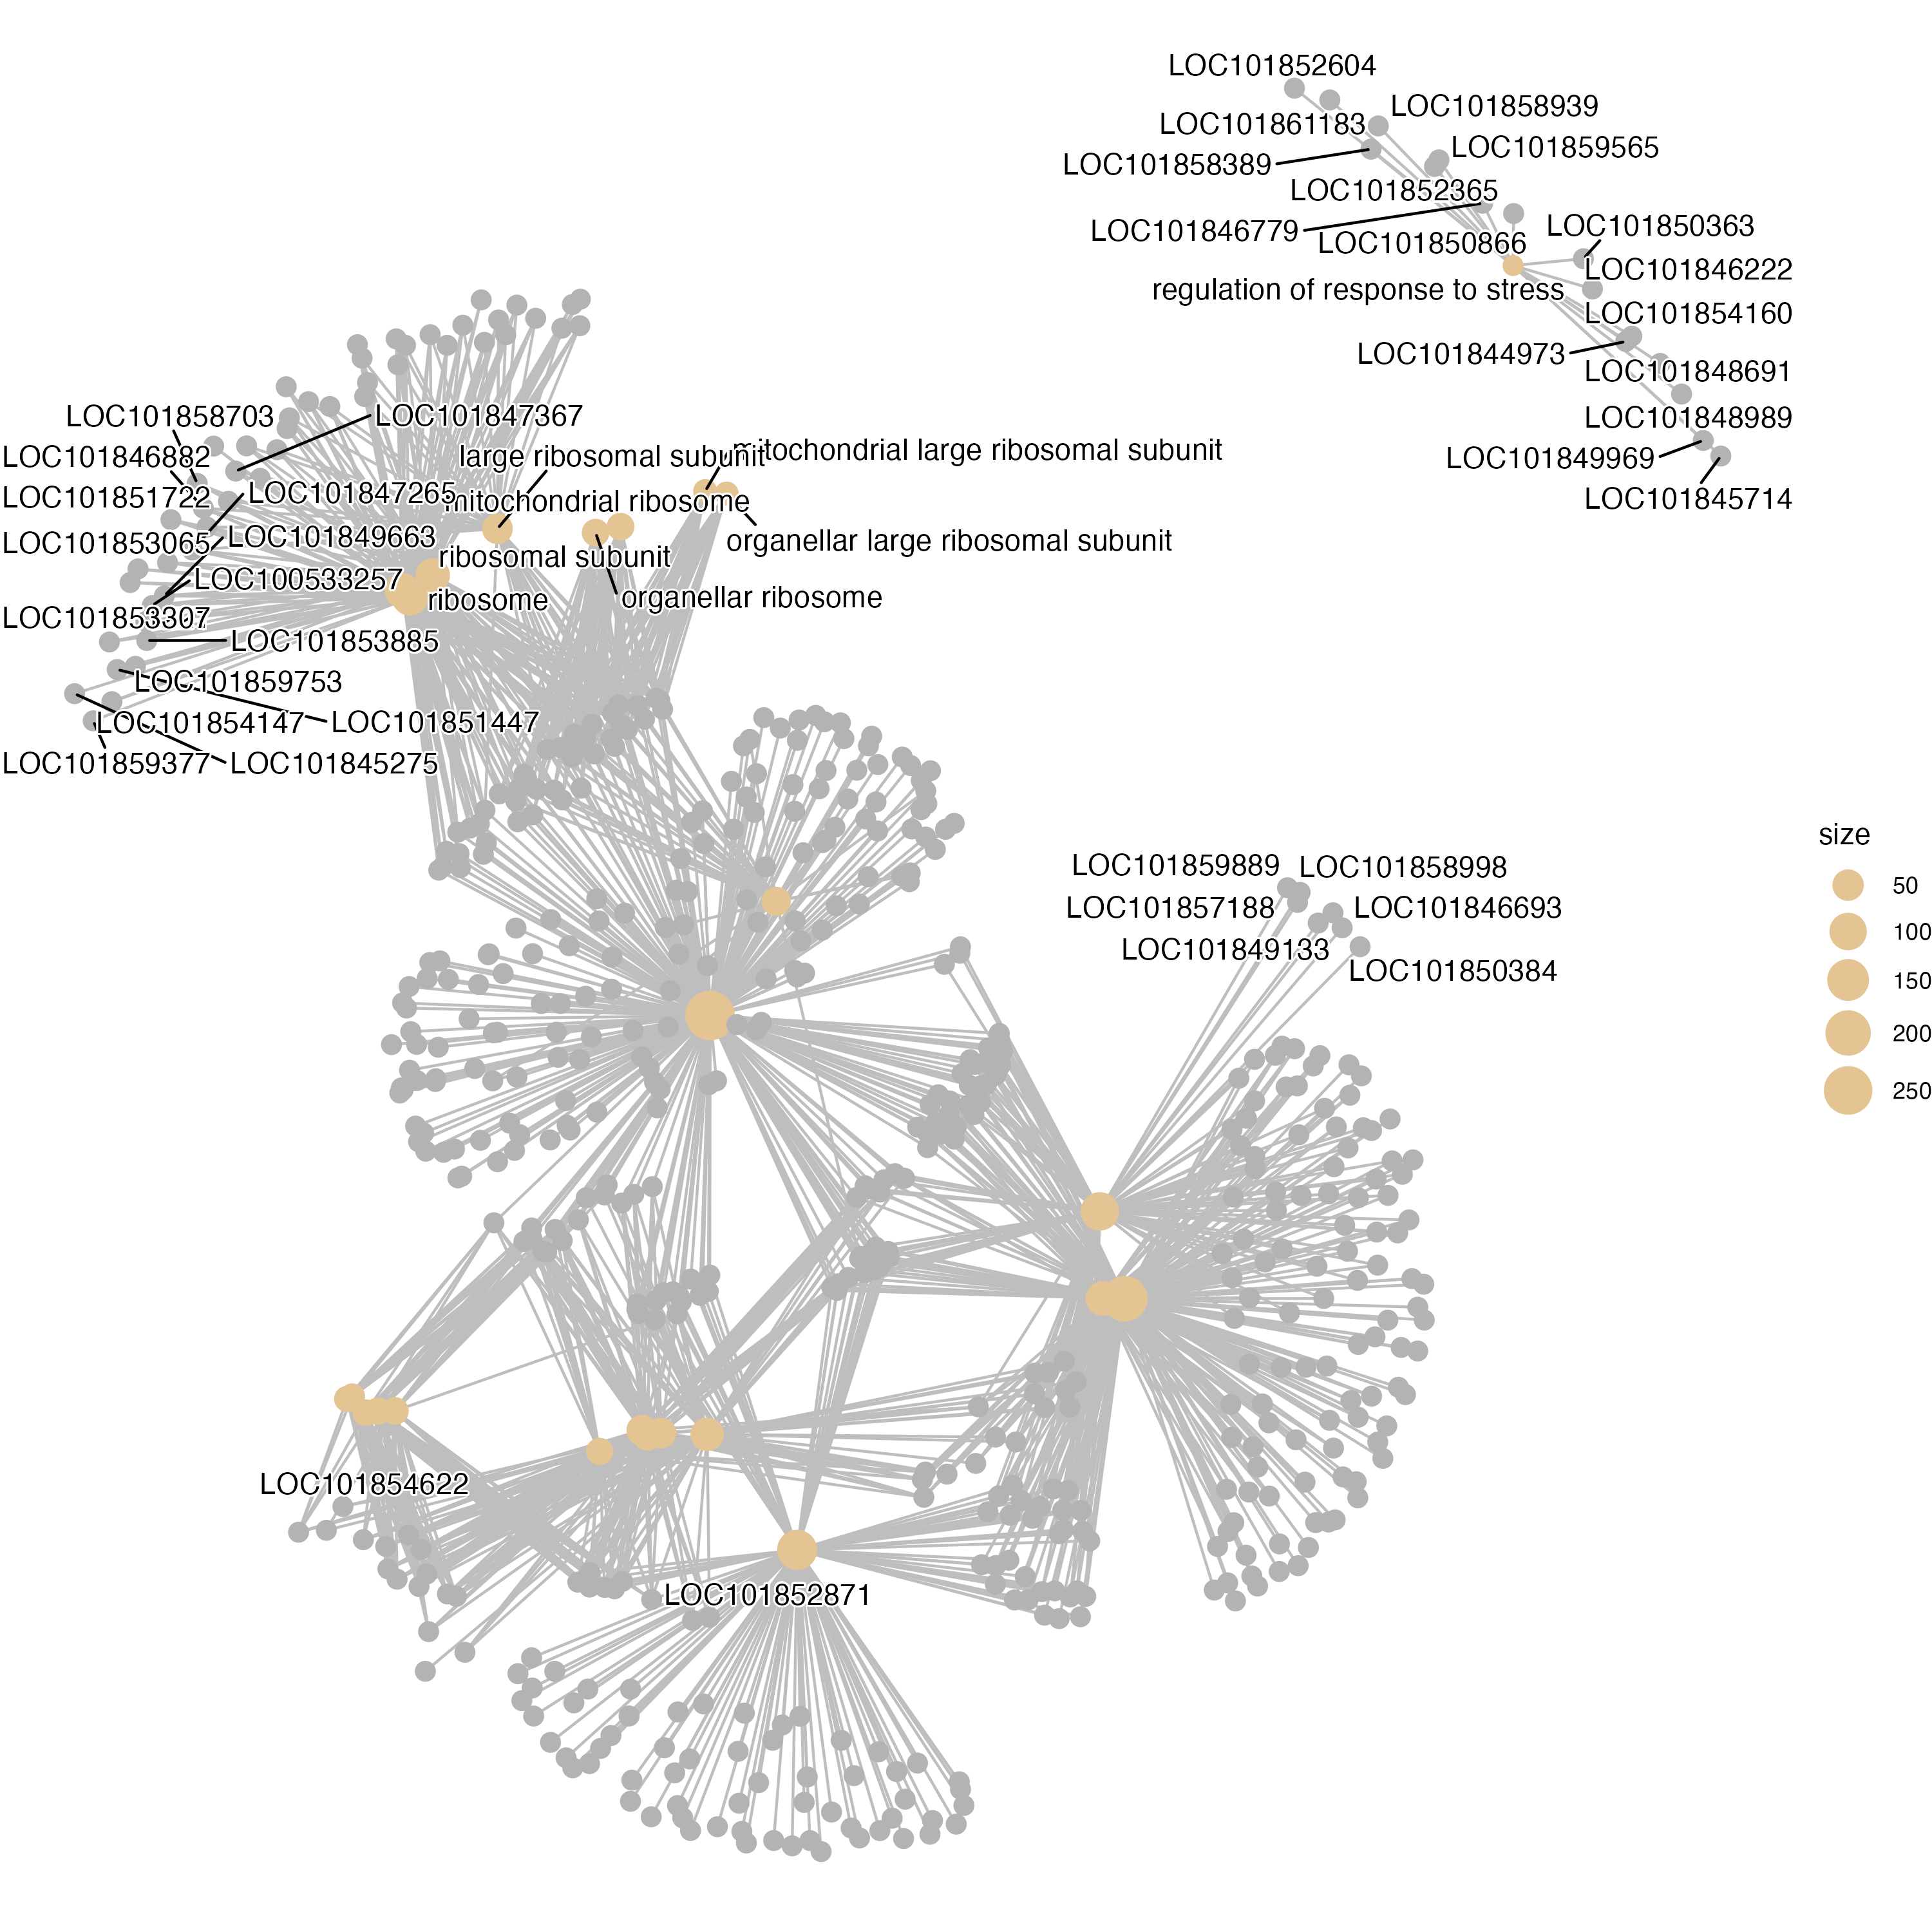 LOC101852604
LOC101858939
LOC101861183
LOC101859565
LOC101858389
LOC101852365
LOC101850363
LOC101846779
LOC101850866
LOC101846222
regulation of response to stress
LOC101854160
LOC101844973
LOC101848691
LOC101848989
LOC101849969
LOC101845714
LOC101858703
LOC101847367
LOC101846882
large ribosomal subunit
mitochondrial large ribosomal subunit
LOC101851722
LOC101847265
mitochondrial ribosome
LOC101853065
LOC101849663
organellar large ribosomal subunit
ribosomal subunit
LOC100533257
ribosome
organellar ribosome
LOC101853307
LOC101853885
LOC101859753
LOC101854147
LOC101851447
LOC101859377
LOC101845275
size
50
100
150
200
250
LOC101859889
LOC101858998
LOC101857188
LOC101846693
LOC101849133
LOC101850384
LOC101854622
LOC101852871